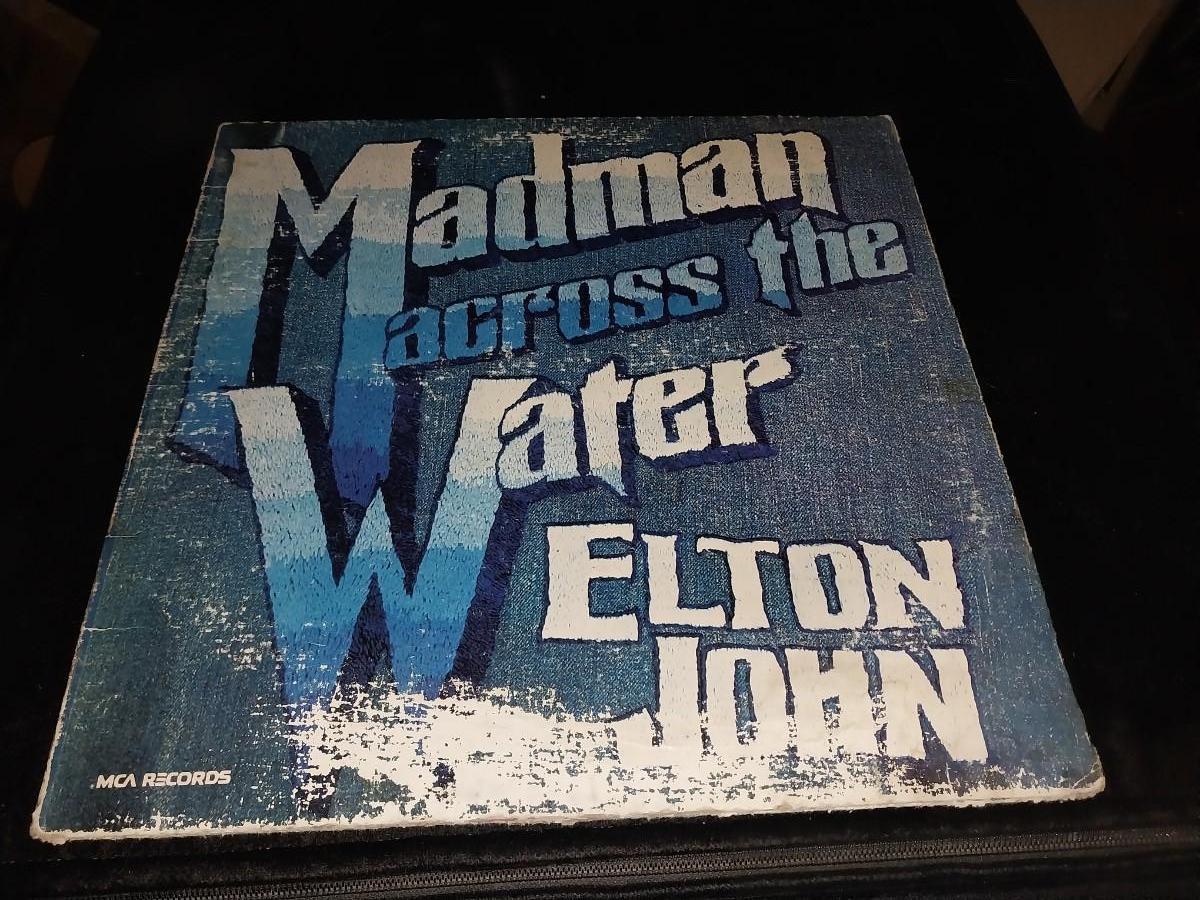 Madman
across the
Water
ELTON
JOHN
MCA RECORDS